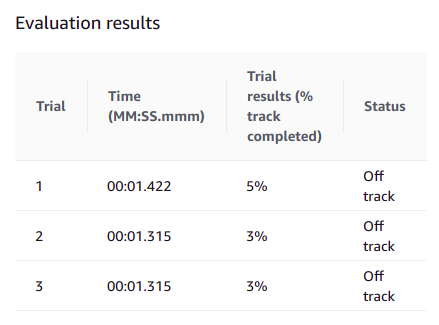 Evaluation results
Trial
Time
(MM:SS.mmm)
Trial
results (%
track
completed)
Status
1
00:01.422
5%
Off
track
2
00:01.315
3%
Off
track
3
00:01.315
3%
Off
track